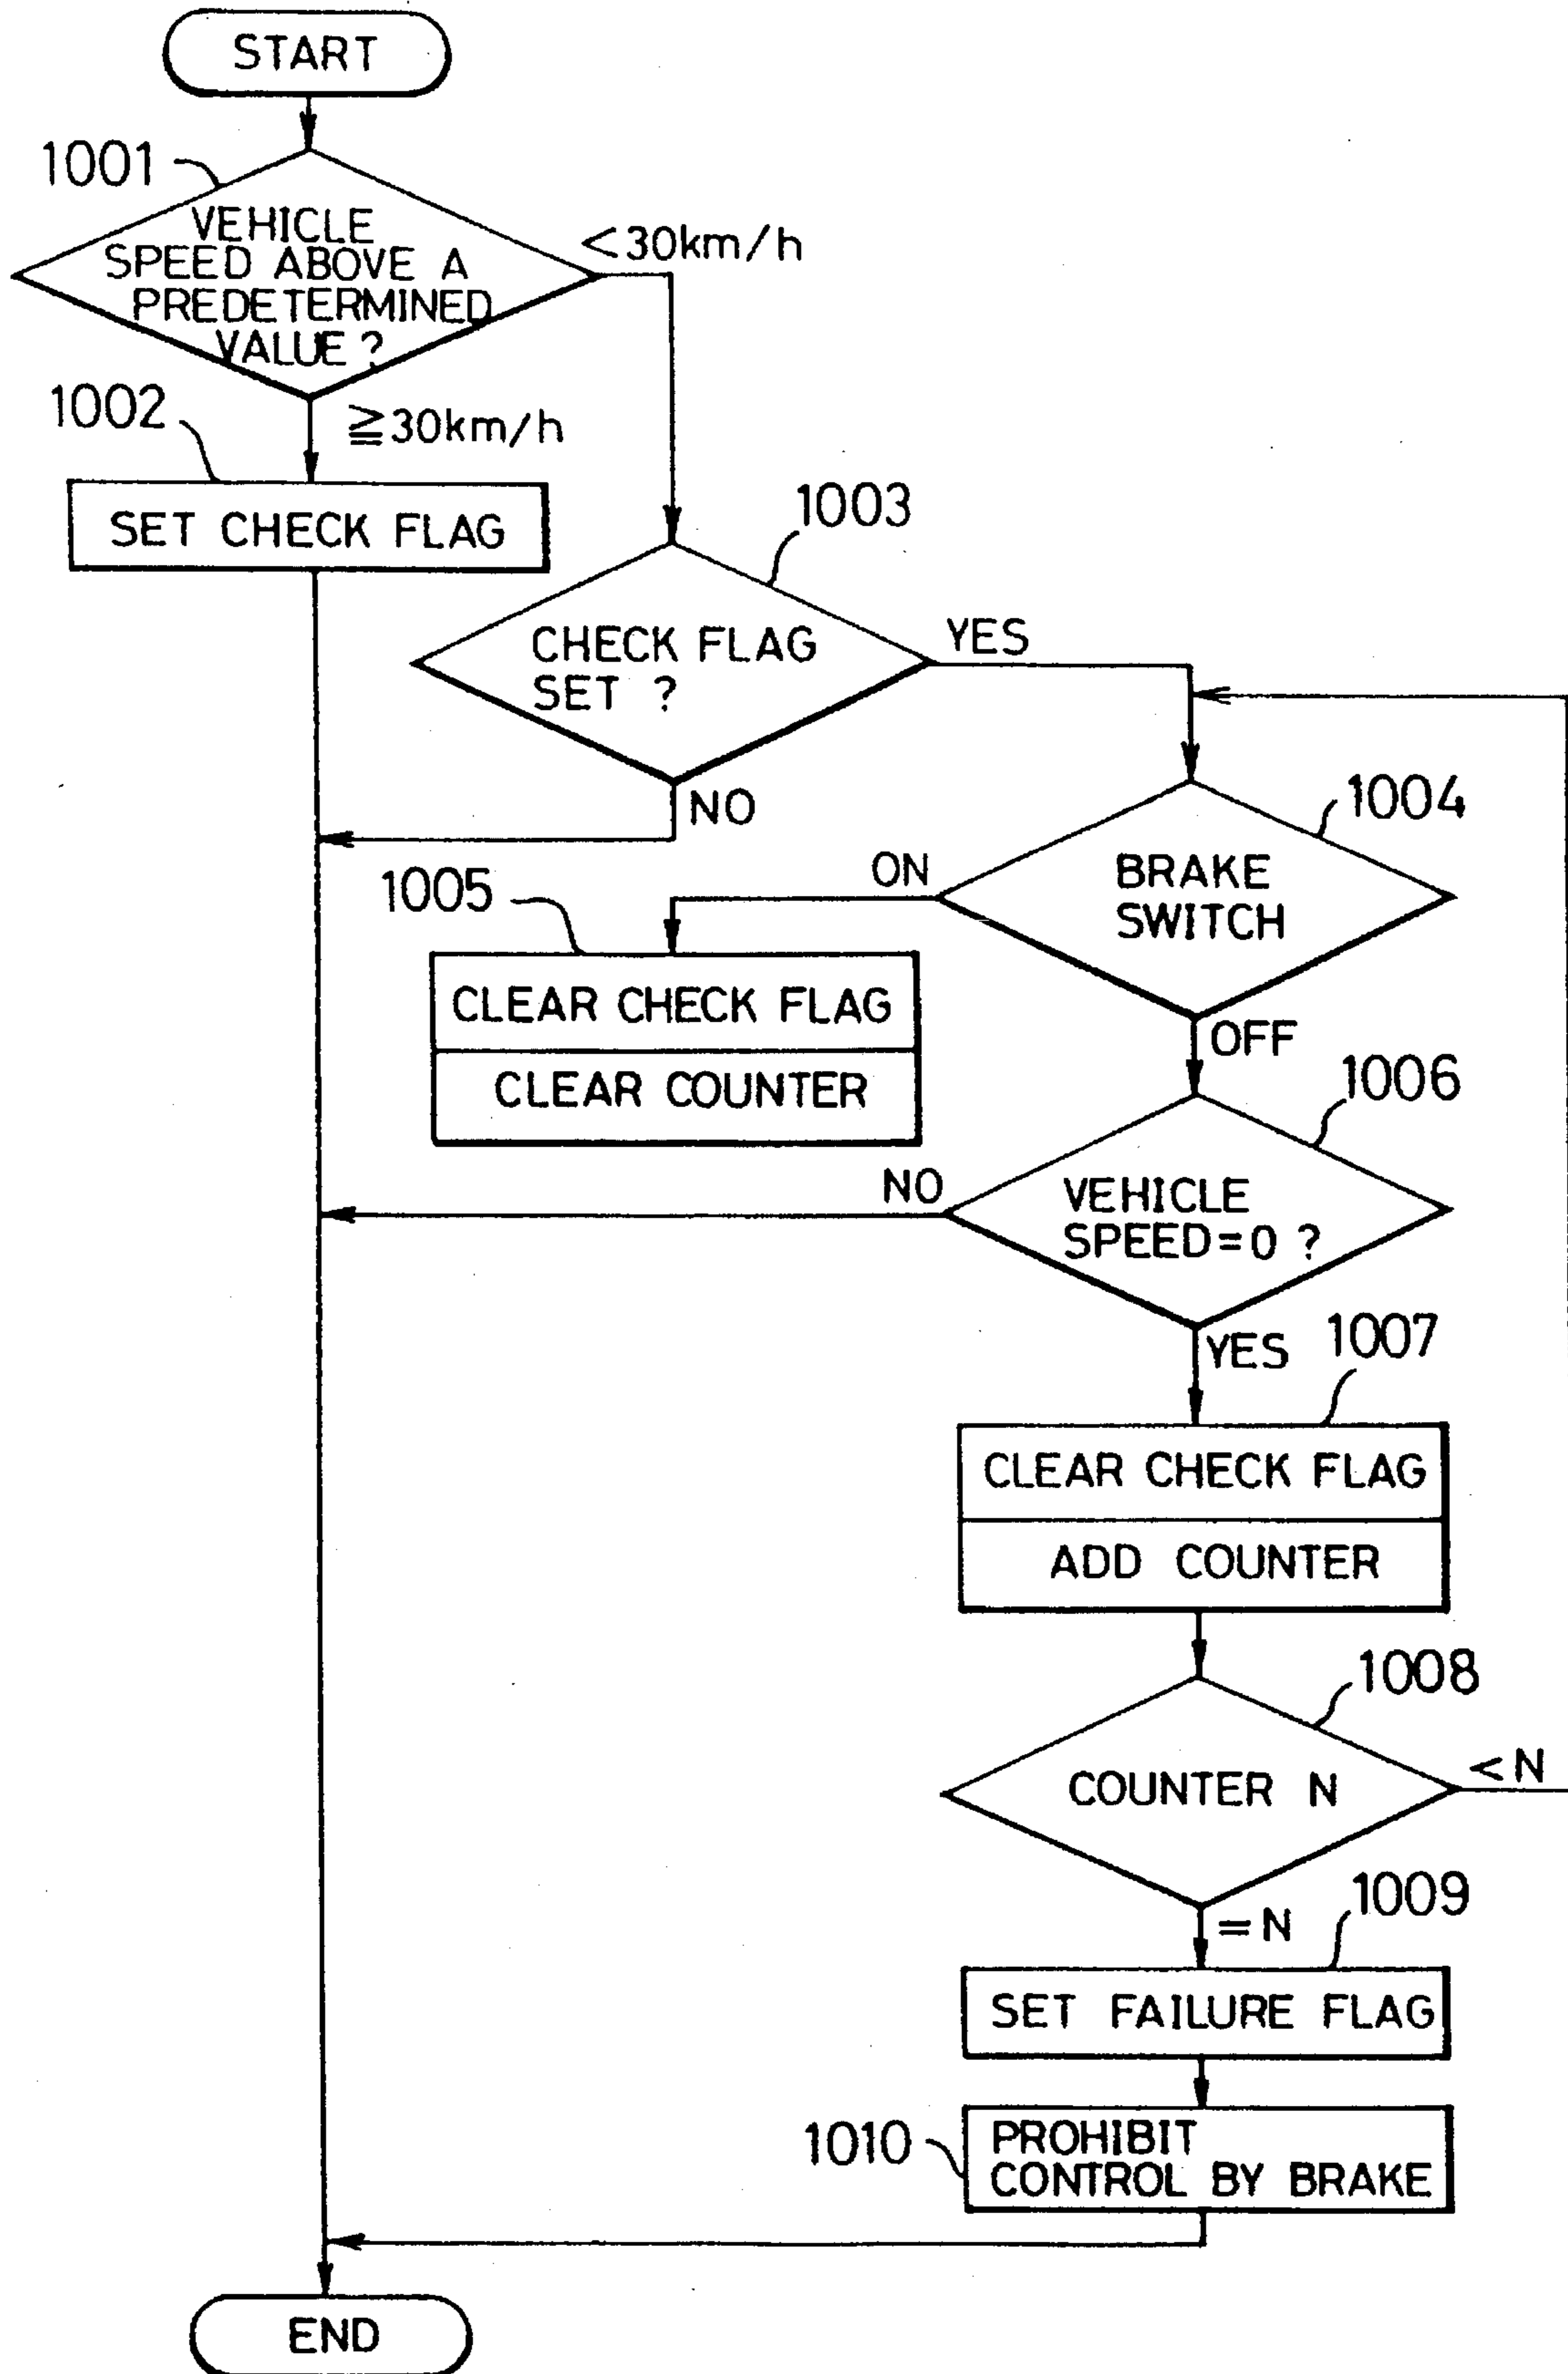 START
1001
VEHICLE
SPEED ABOVE A
PREDETERMINED
VALUE ?
<30km/h
1002
≧30km/h
SET CHECK FLAG
1003
CHECK FLAG
SET ?
YES
NO
1004
BRAKE
SWITCH
ON
1005
CLEAR CHECK FLAG
CLEAR COUNTER
OFF
1006
NO
VEHICLE
SPEED=0 ?
YES
1007
CLEAR CHECK FLAG
ADD COUNTER
1008
COUNTER N
<N
=N
1009
SET FAILURE FLAG
1010
PROHIBIT
CONTROL BY BRAKE
END